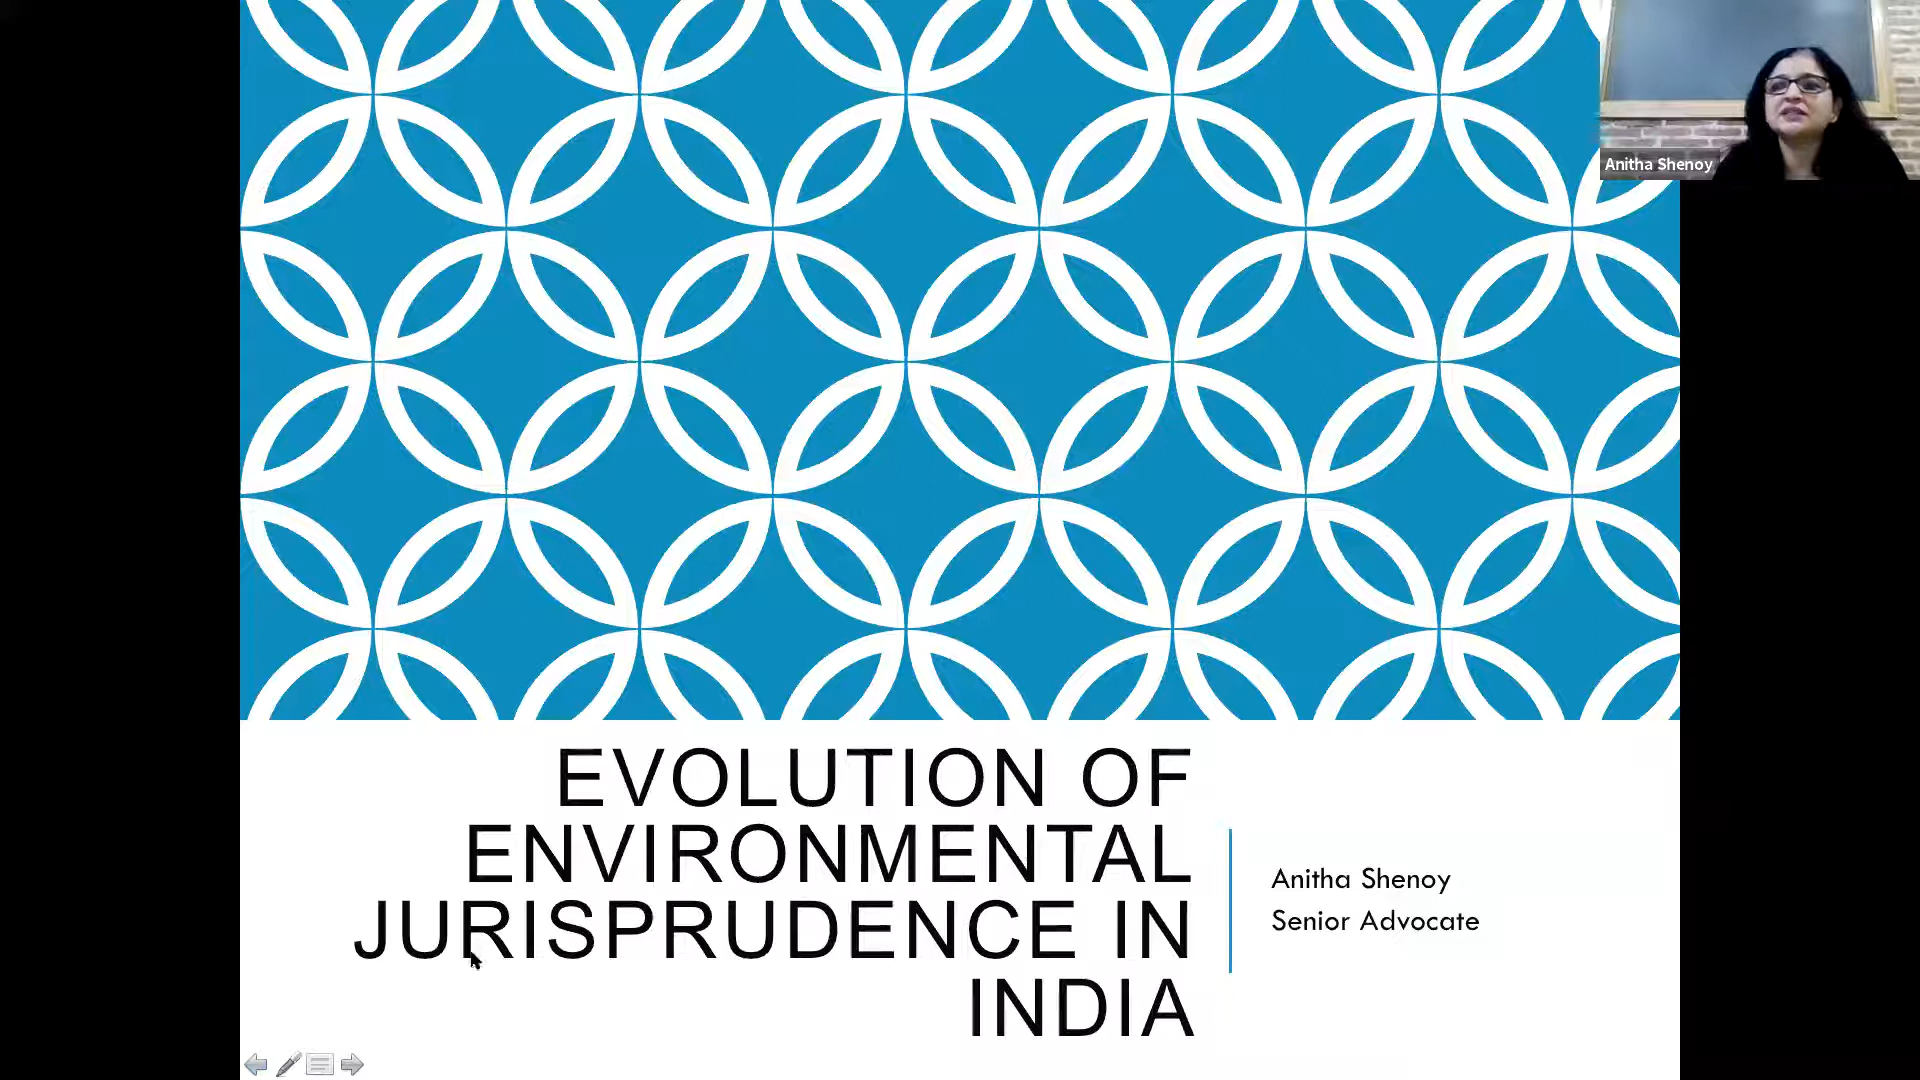 Anitha Shenoy
EVOLUTION OF
ENVIRONMENTAL
JURISPRUDENCE IN
INDIA
Anitha Shenoy
Senior Advocate